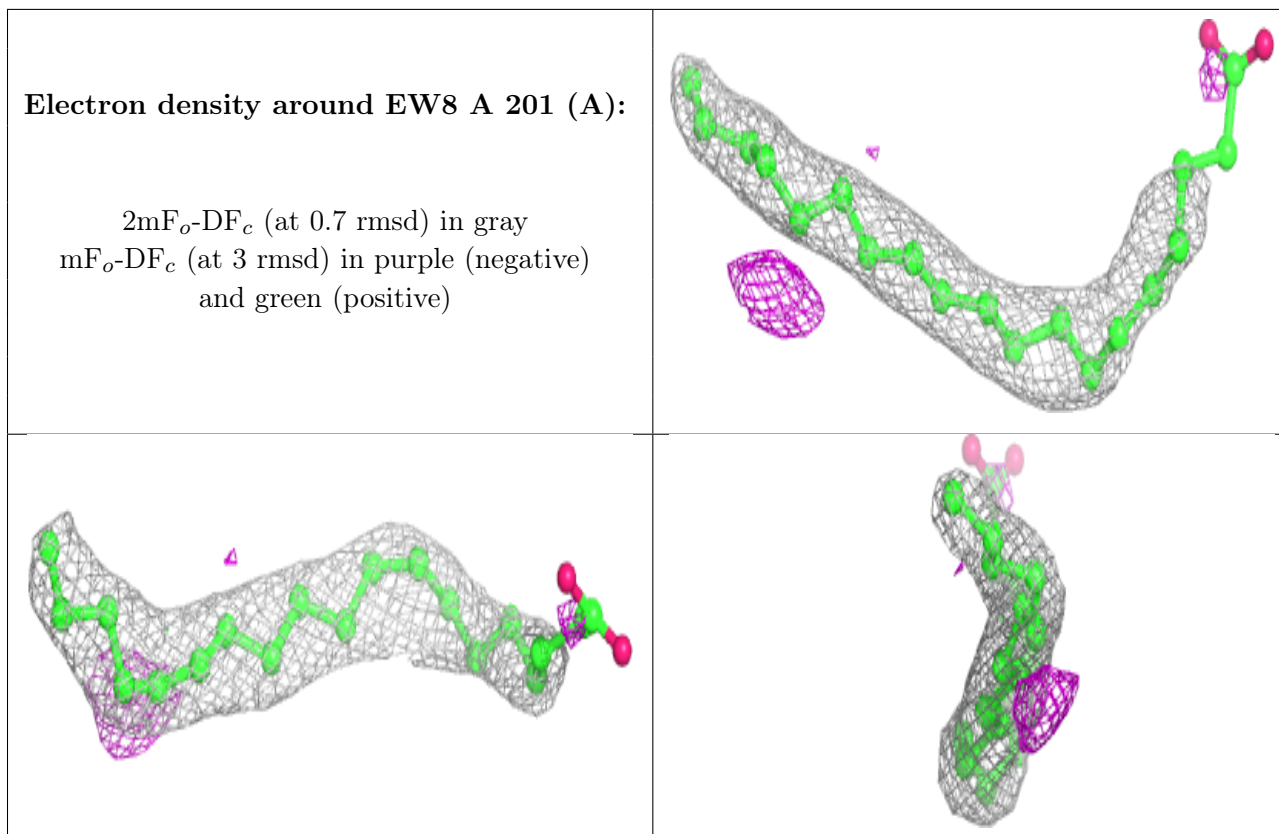 Electron density around EW8 A 201 (A):
2mFₒ-DF𝒸 (at 0.7 rmsd) in gray
mFₒ-DF𝒸 (at 3 rmsd) in purple (negative)
and green (positive)